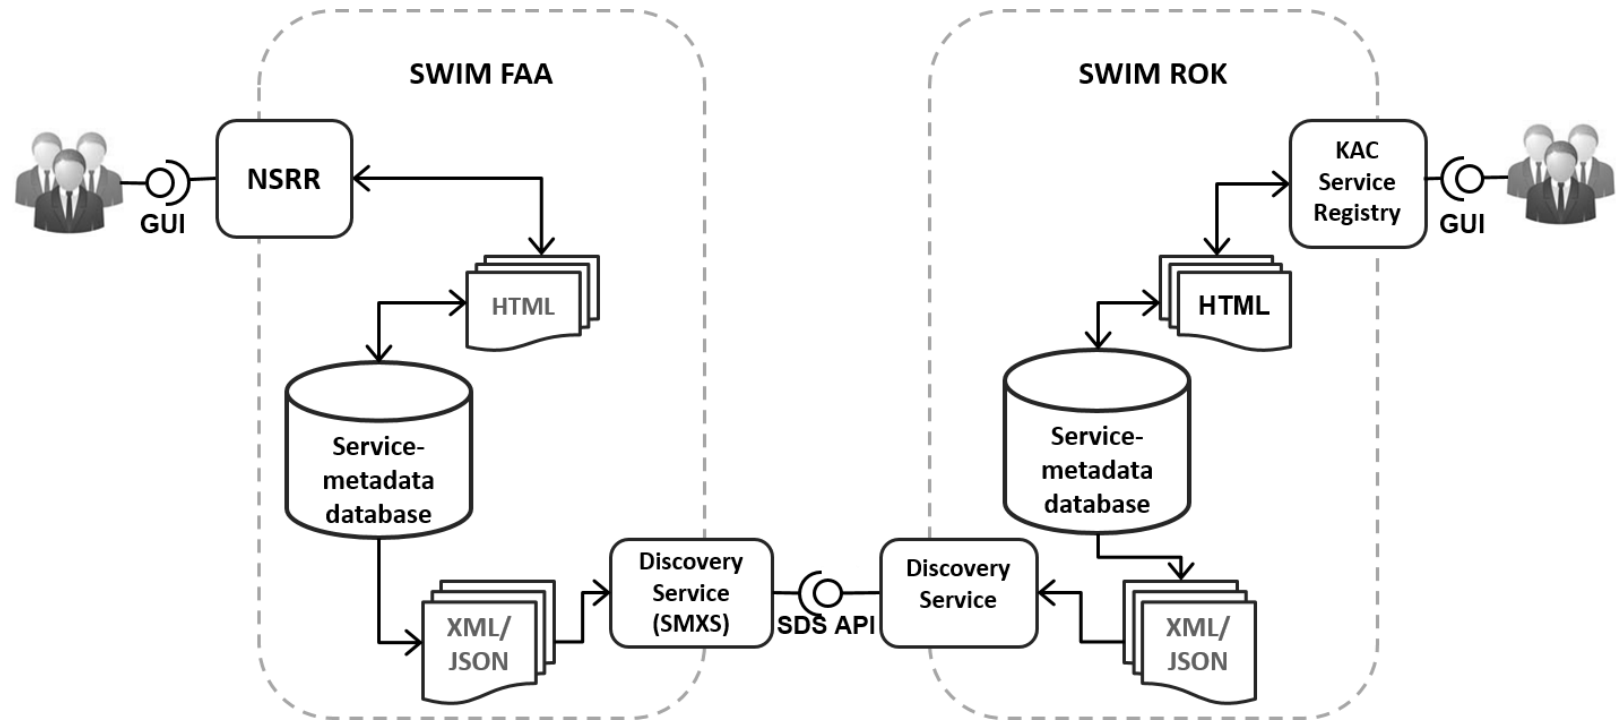 SWIM FAA
NSRR
GUI
HTML
Service-
metadata
database
XML/
JSON
Discovery
Service
(SMXS)
SDS API
SWIM ROK
KAC
Service
Registry
GUI
HTML
Service-
metadata
database
Discovery
Service
XML/
JSON